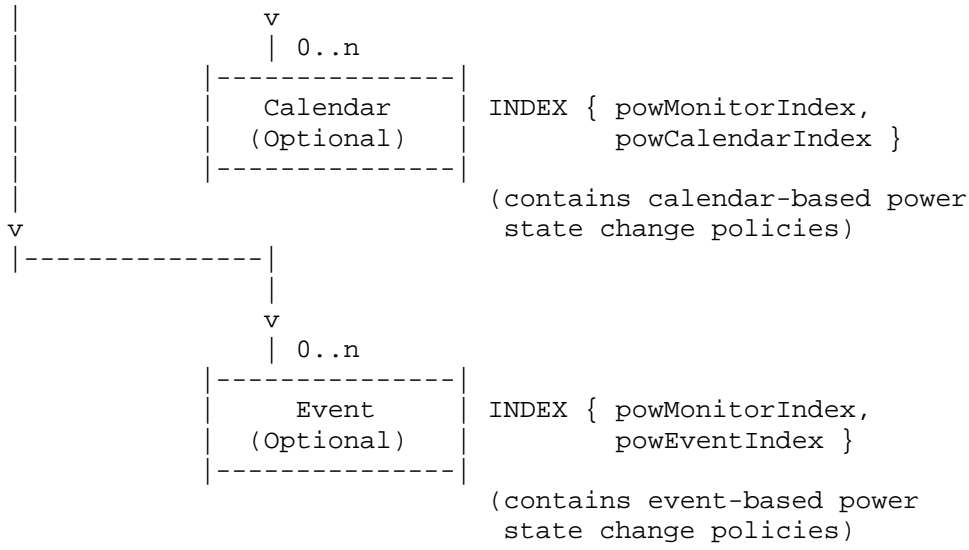 v
0..n
Calendar INDEX { powMonitorIndex,
(Optional) powCalendarIndex }
(contains calendar-based power
v state change policies)
v
0..n
Event INDEX { powMonitorIndex,
(Optional) powEventIndex }
(contains event-based power
state change policies)